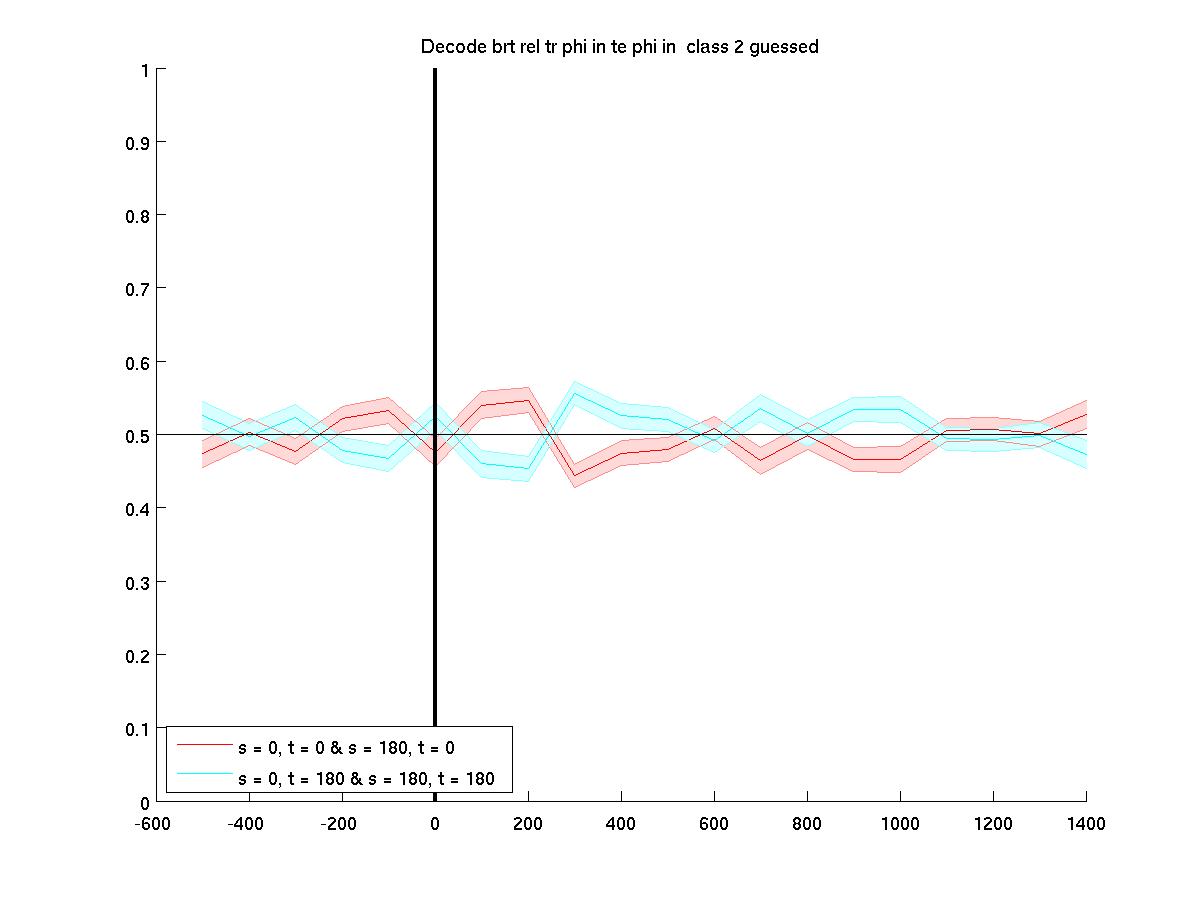 Decode brt rel tr phi in te phi in  class 2 guessed
1
0.9
0.8
0.7
0.6
0.5
0.4
0.3
0.2
0.1
0
s = 0, t = 0 & s = 180, t = 0
s = 0, t = 180 & s = 180, t = 180
-600 -400 -200 0 200 400 600 800 1000 1200 1400